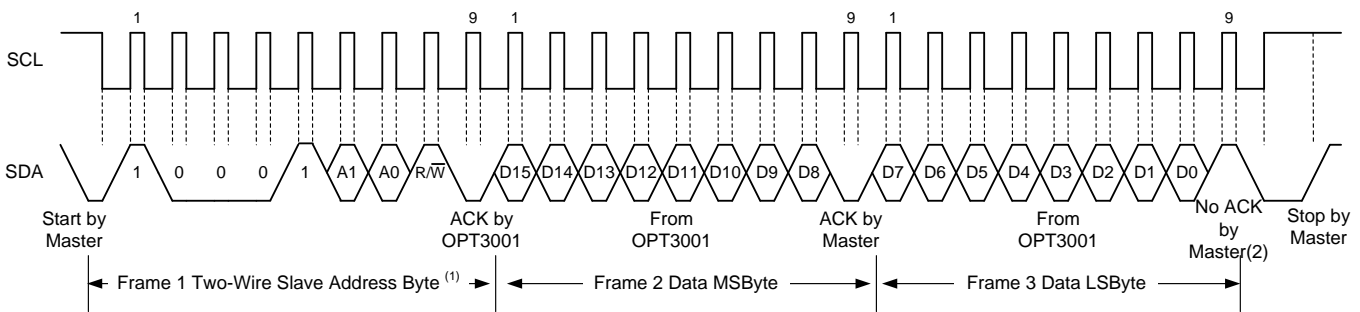 1 9 1 9 1 9
SCL
SDA
1 0 0 0 1 A1 A0 R/W̅ D15 D14 D13 D12 D11 D10 D9 D8 D7 D6 D5 D4 D3 D2 D1 D0
Start by
Master
ACK by
OPT3001
From
OPT3001
ACK by
Master
From
OPT3001
No ACK
by
Master(2)
Stop by
Master
Frame 1 Two-Wire Slave Address Byte (1)
Frame 2 Data MSByte
Frame 3 Data LSByte